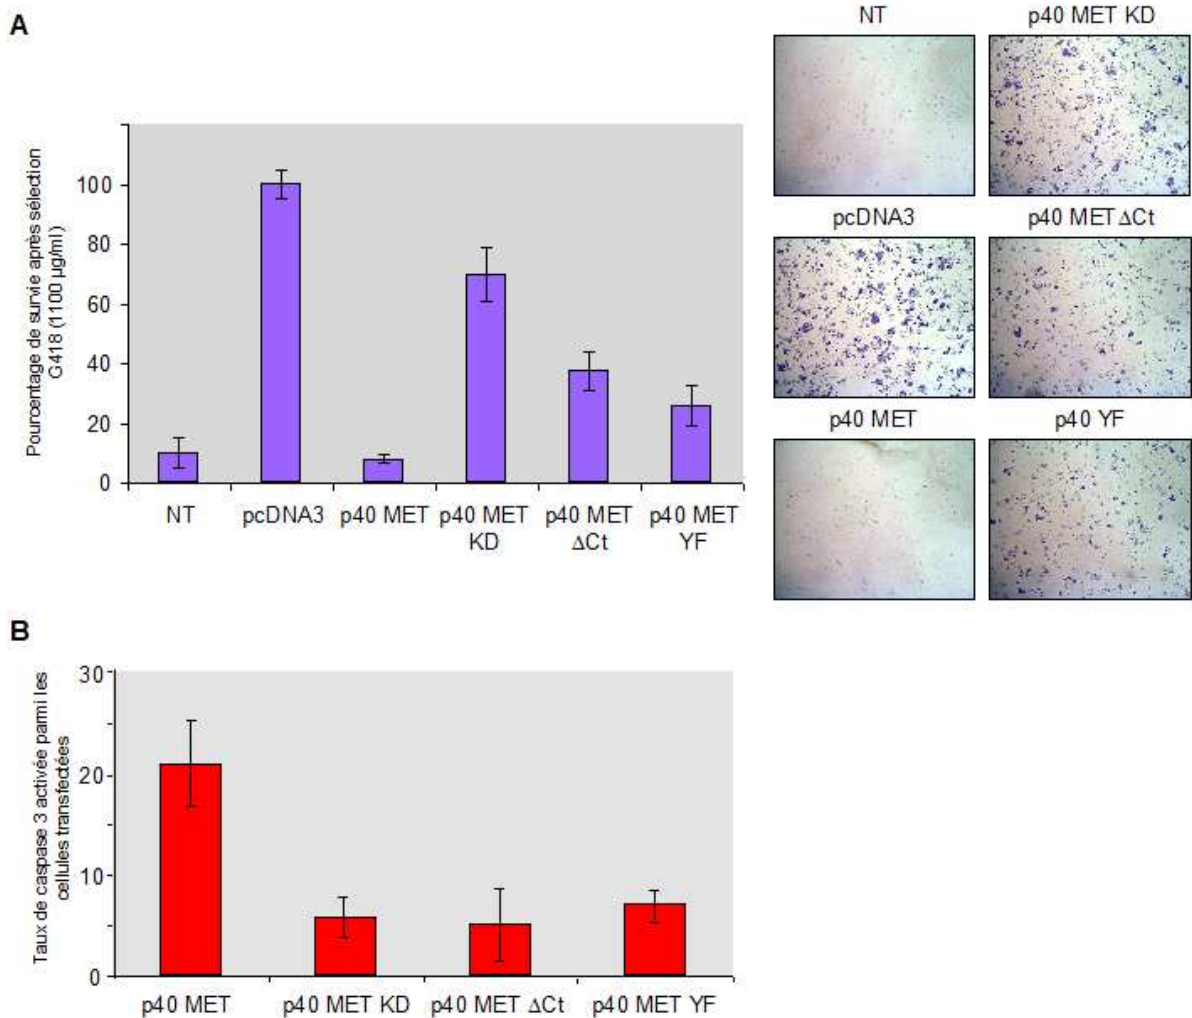 A
Pourcentage de survie après sélection
G418 (1100 µg/ml)
100
80
60
40
20
0
NT
pcDNA3
p40 MET
p40 MET
KD
p40 MET
ΔCt
p40 MET
YF
NT
p40 MET KD
pcDNA3
p40 MET ΔCt
p40 MET
p40 YF
B
Taux de caspase 3 activée parmi les
cellules transfectées
30
20
10
0
p40 MET
p40 MET KD
p40 MET ΔCt
p40 MET YF